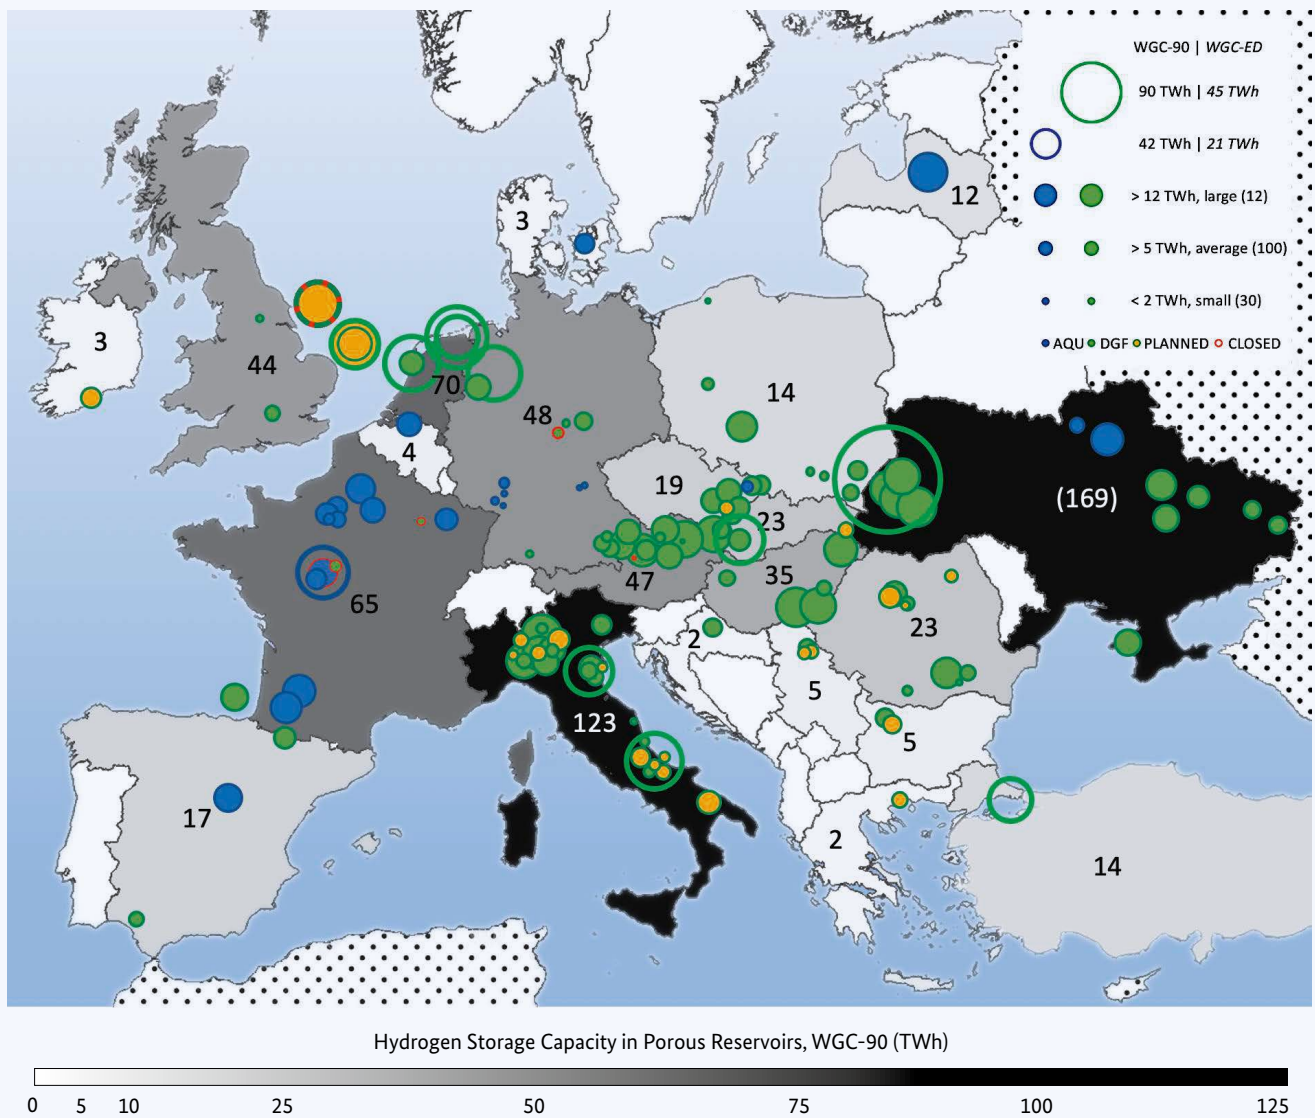 WGC-90 | WGC-ED
90 TWh | 45 TWh
42 TWh | 21 TWh
> 12 TWh, large (12)
> 5 TWh, average (100)
< 2 TWh, small (30)
AQU DGF PLANNED CLOSED
12
3
3
44
70
14
48
4
19
(169)
23
47
35
65
2
23
5
123
5
17
2
14
Hydrogen Storage Capacity in Porous Reservoirs, WGC-90 (TWh)
0 5 10 25 50 75 100 125